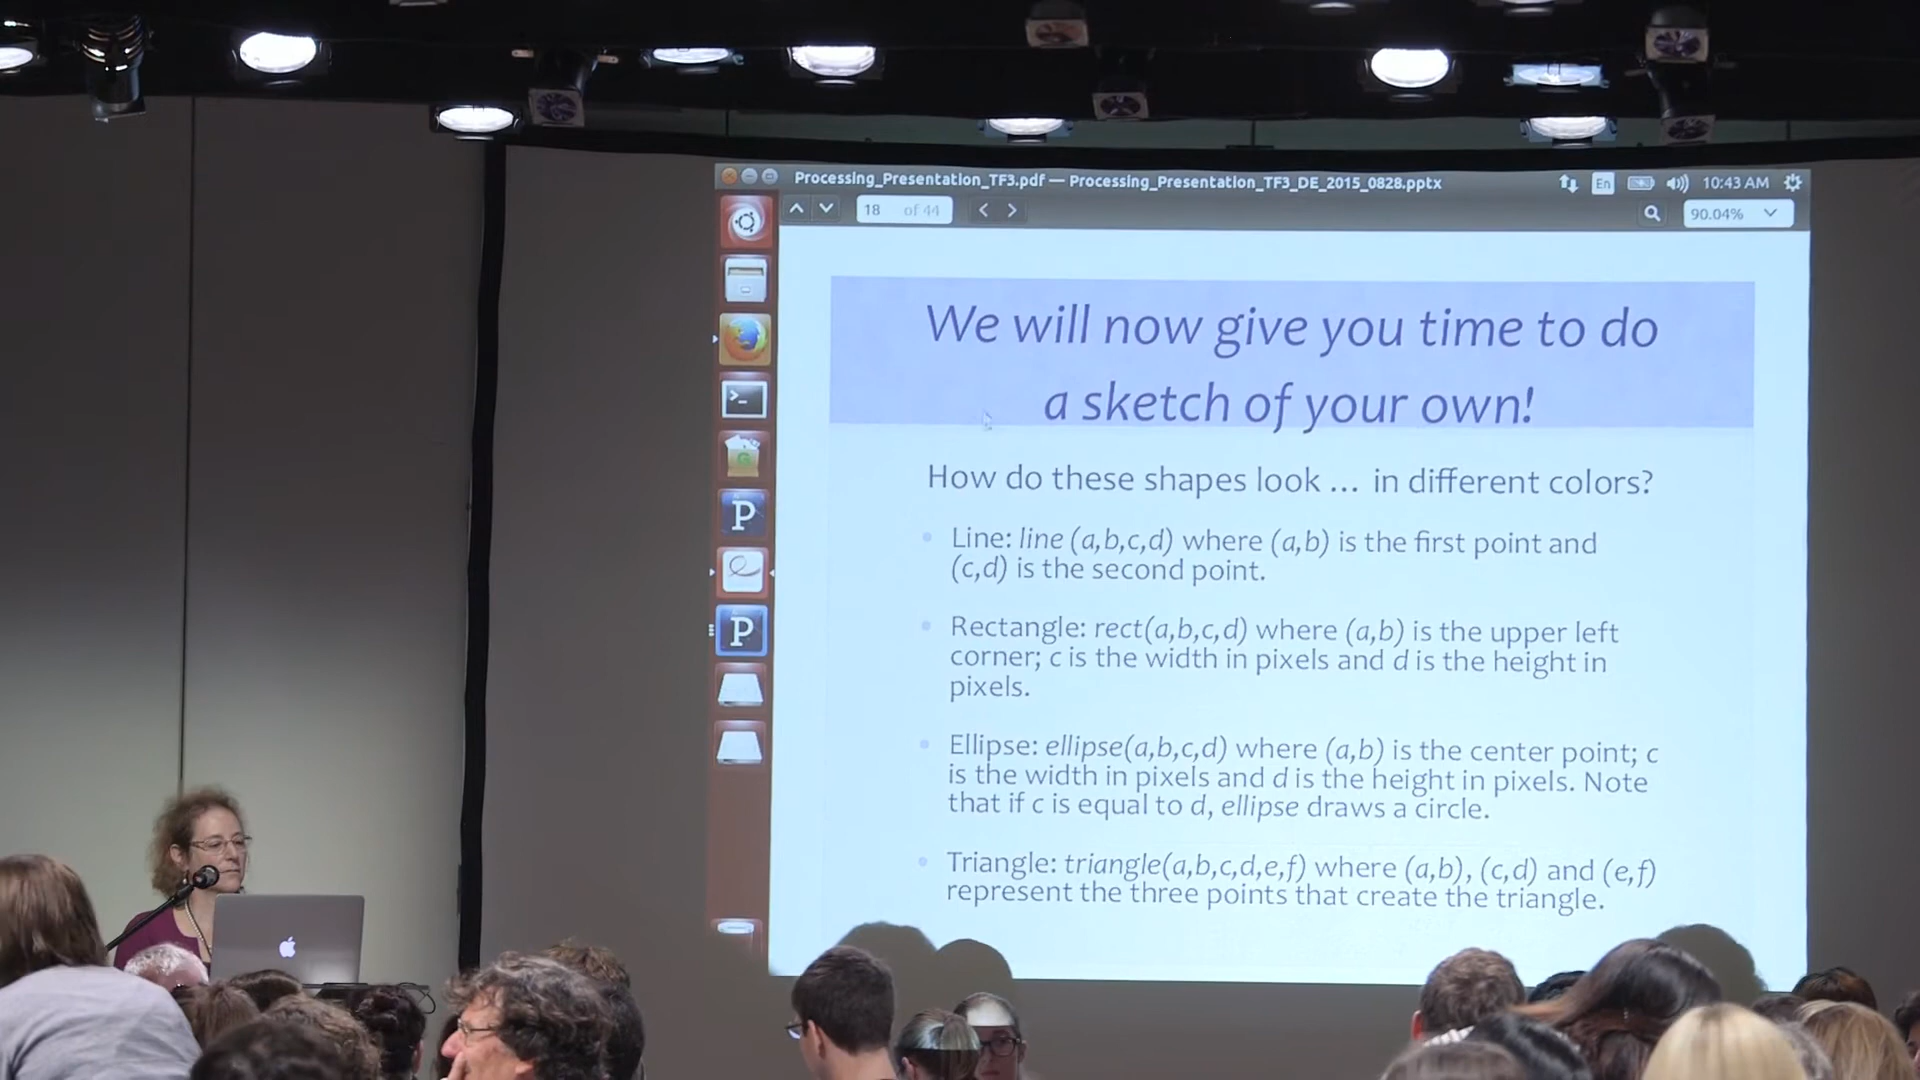 Processing_Presentation_TF3.pdf — Processing_Presentation_TF3_DE_2015_0828.pptx
En
10:43 AM
18 of 44
90.04%
We will now give you time to do
a sketch of your own!
How do these shapes look ... in different colors?
Line: line (a,b,c,d) where (a,b) is the first point and
(c,d) is the second point.
Rectangle: rect(a,b,c,d) where (a,b) is the upper left
corner; c is the width in pixels and d is the height in
pixels.
Ellipse: ellipse(a,b,c,d) where (a,b) is the center point; c
is the width in pixels and d is the height in pixels. Note
that if c is equal to d, ellipse draws a circle.
Triangle: triangle(a,b,c,d,e,f) where (a,b), (c,d) and (e,f)
represent the three points that create the triangle.
G
P
P